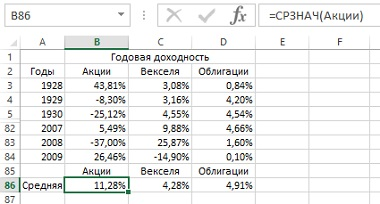 B86 fx =СРЗНАЧ(Акции)
A B C D E F
1 Годовая доходность
2 Годы Акции Векселя Облигации
3 1928 43,81% 3,08% 0,84%
4 1929 -8,30% 3,16% 4,20%
5 1930 -25,12% 4,55% 4,54%
82 2007 5,49% 9,88% 4,66%
83 2008 -37,00% 25,87% 1,60%
84 2009 26,46% -14,90% 0,10%
85 Акции Векселя Облигации
86 Средняя 11,28% 4,28% 4,91%
87